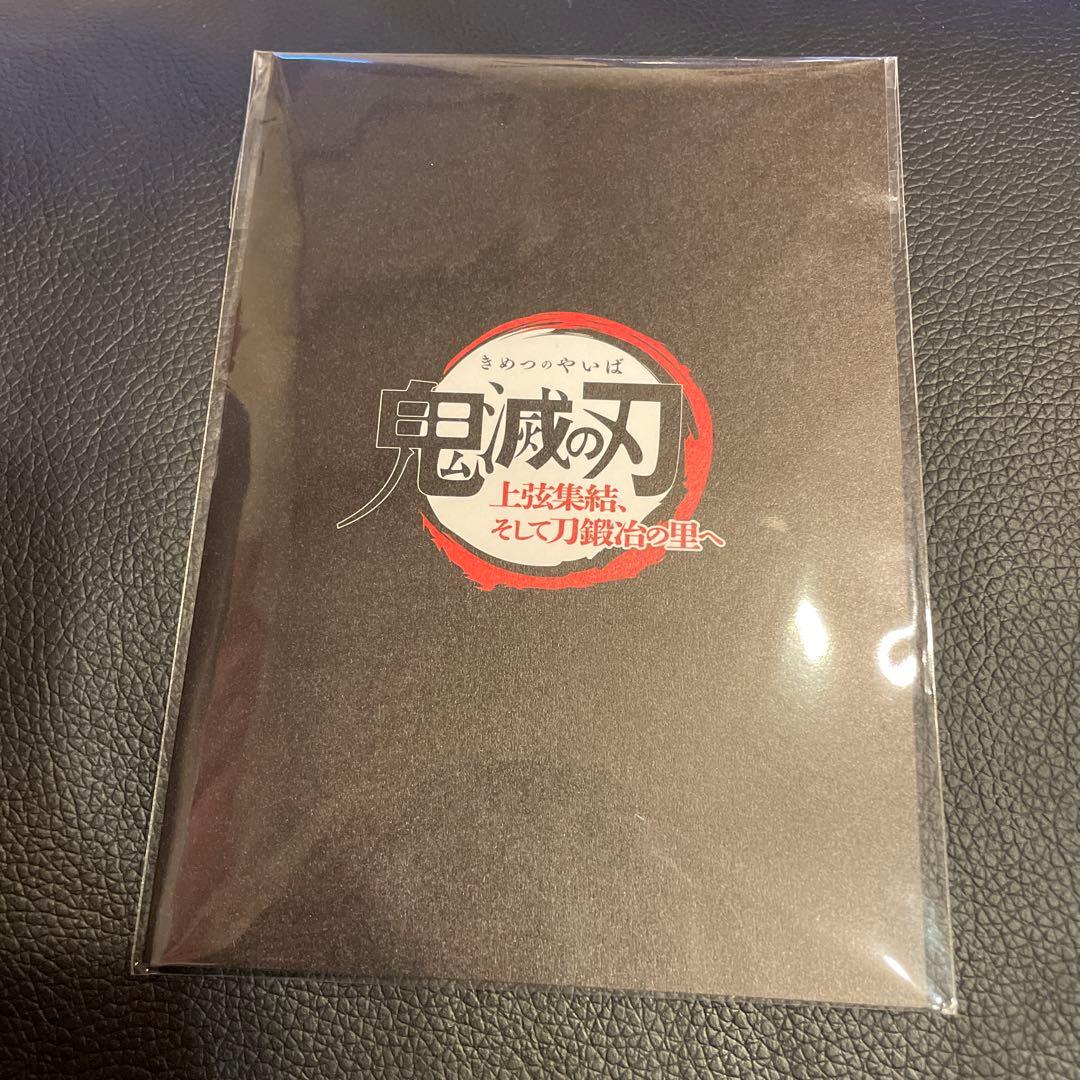 きめつのやいば
鬼滅の刃
上弦集結、
そして刀鍛冶の里へ